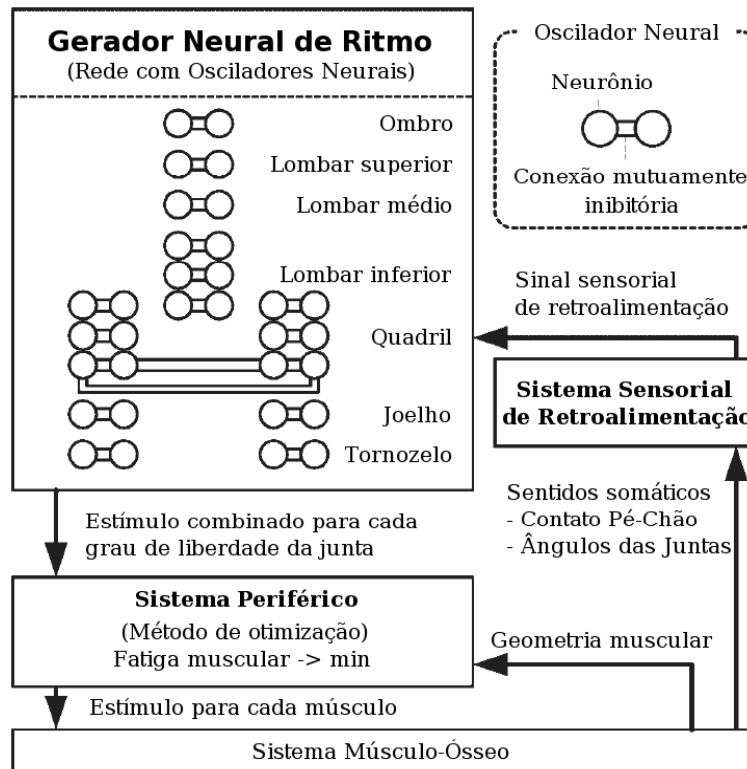 Gerador Neural de Ritmo
(Rede com Osciladores Neurais)
Ombro
Lombar superior
Lombar médio
Lombar inferior
Quadril
Joelho
Tornozelo
Oscilador Neural
Neurônio
Conexão mutuamente
inibitória
Sinal sensorial
de retroalimentação
Sistema Sensorial
de Retroalimentação
Sentidos somáticos
- Contato Pé-Chão
- Ângulos das Juntas
Estímulo combinado para cada
grau de liberdade da junta
Sistema Periférico
(Método de otimização)
Fatiga muscular -> min
Geometria muscular
Estímulo para cada músculo
Sistema Músculo-Ósseo